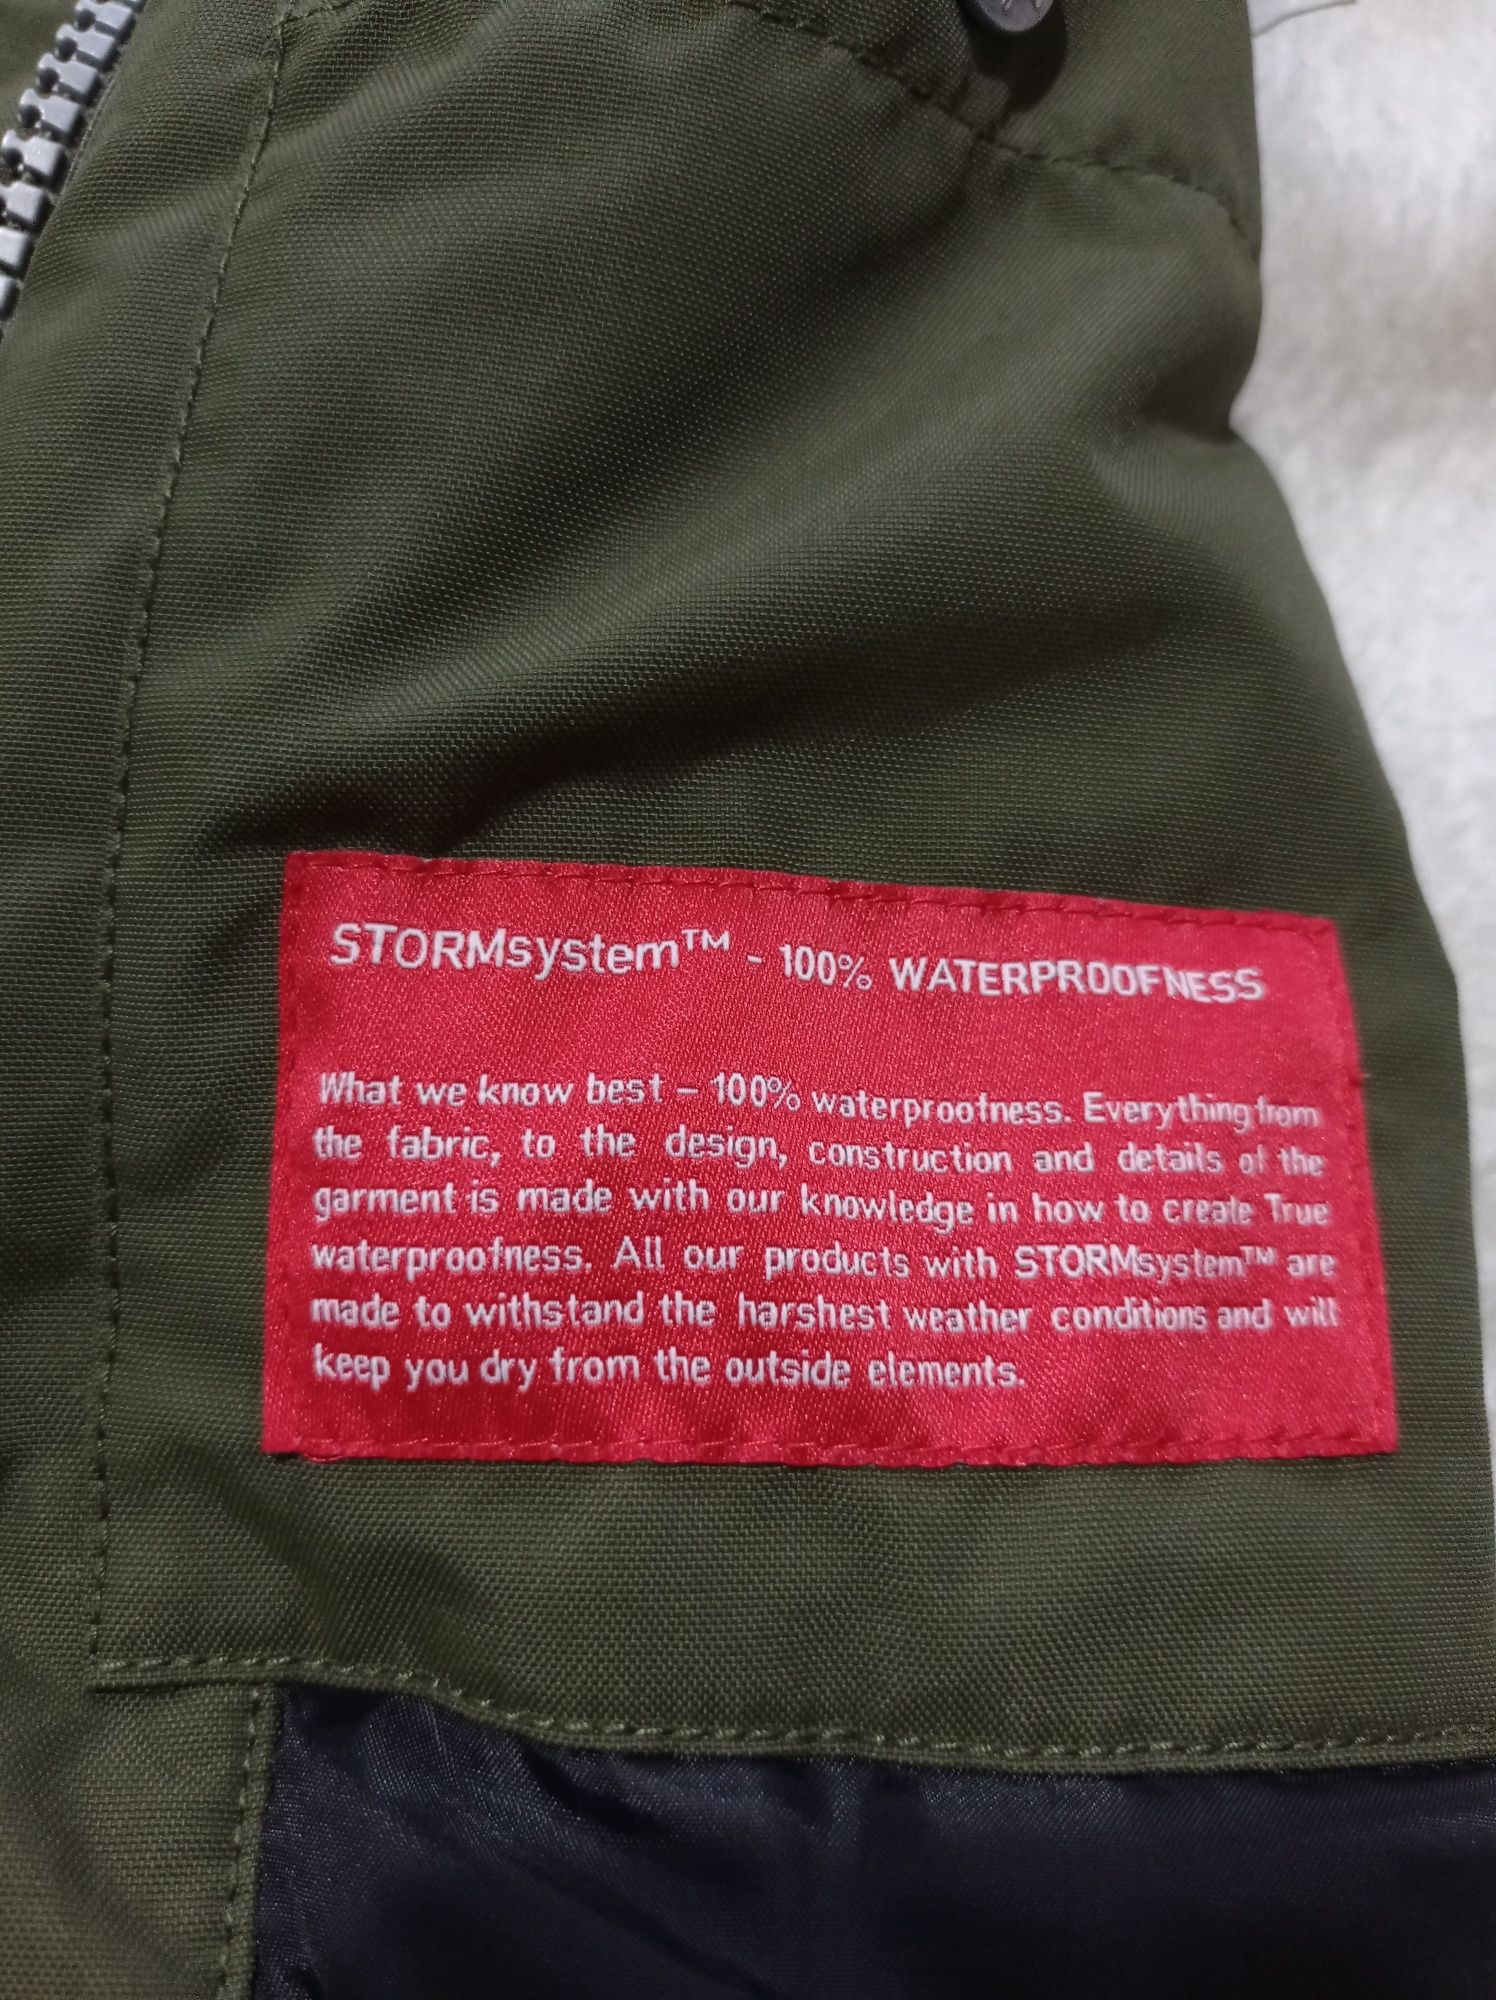 STORMsystem™ - 100% WATERPROOFNESS
What we know best – 100% waterproofness. Everything from
the fabric, to the design, construction and details of the
garment is made with our knowledge in how to create True
waterproofness. All our products with STORMsystem™ are
made to withstand the harshest weather conditions and will
keep you dry from the outside elements.